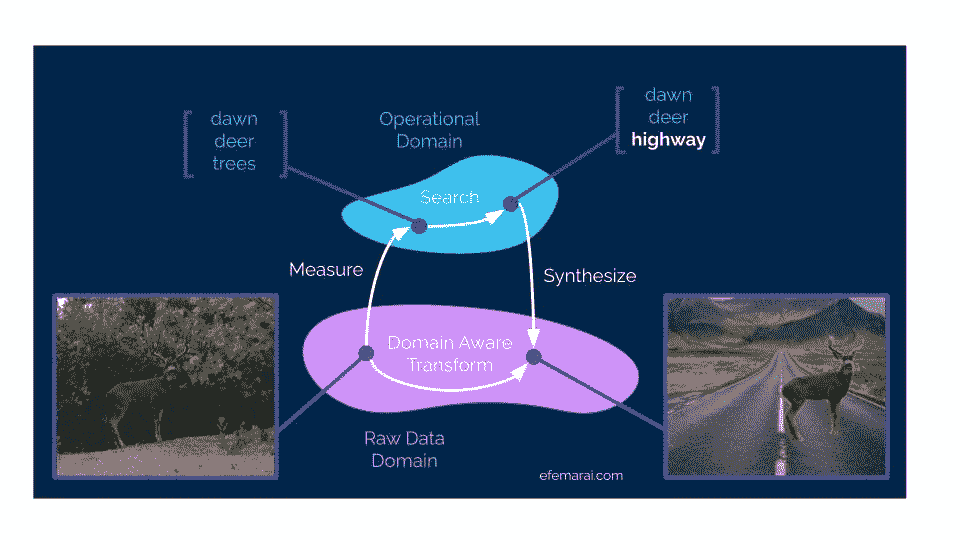 dawn
deer
trees
Operational
Domain
dawn
deer
highway
Search
Measure
Synthesize
Domain Aware
Transform
Raw Data
Domain
efemarai.com